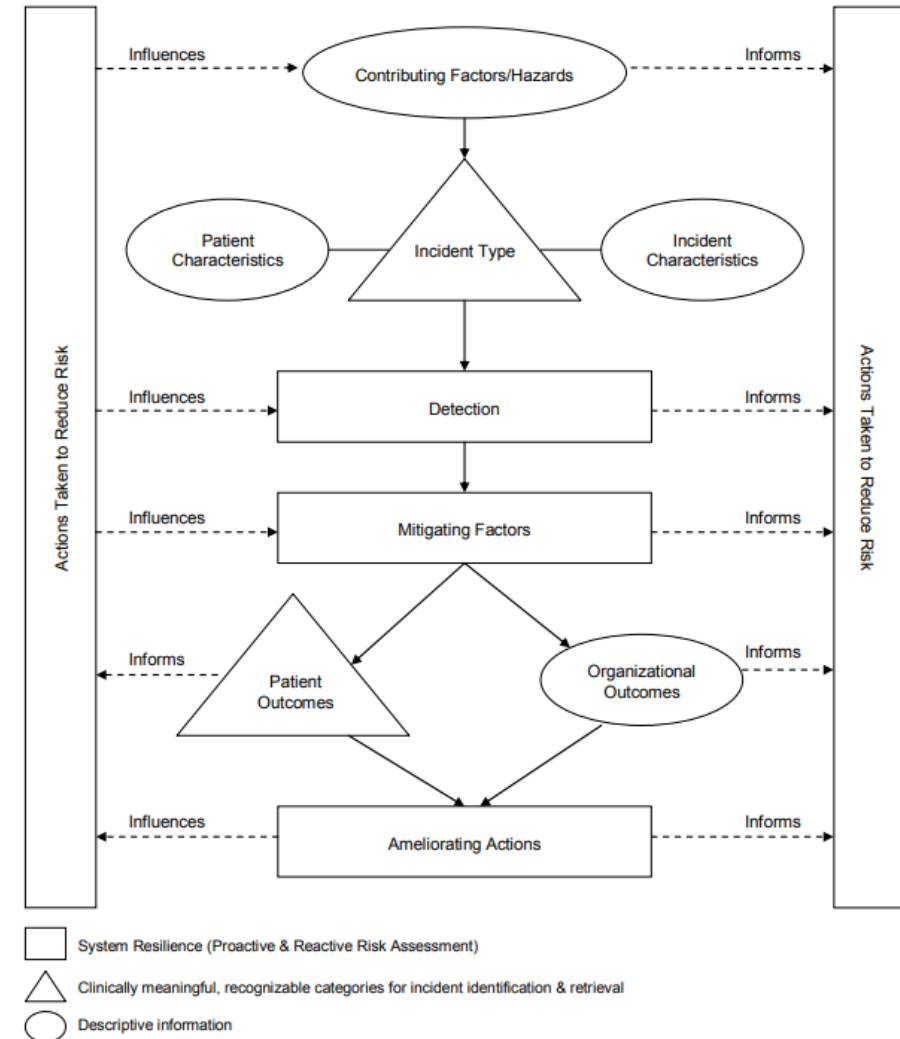 Influences
Informs
Contributing Factors/Hazards
Patient
Characteristics
Incident Type
Incident
Characteristics
Actions Taken to Reduce Risk
Actions Taken to Reduce Risk
Influences
Informs
Detection
Influences
Informs
Mitigating Factors
Informs
Informs
Patient
Outcomes
Organizational
Outcomes
Influences
Informs
Ameliorating Actions
System Resilience (Proactive & Reactive Risk Assessment)
Clinically meaningful, recognizable categories for incident identification & retrieval
Descriptive information